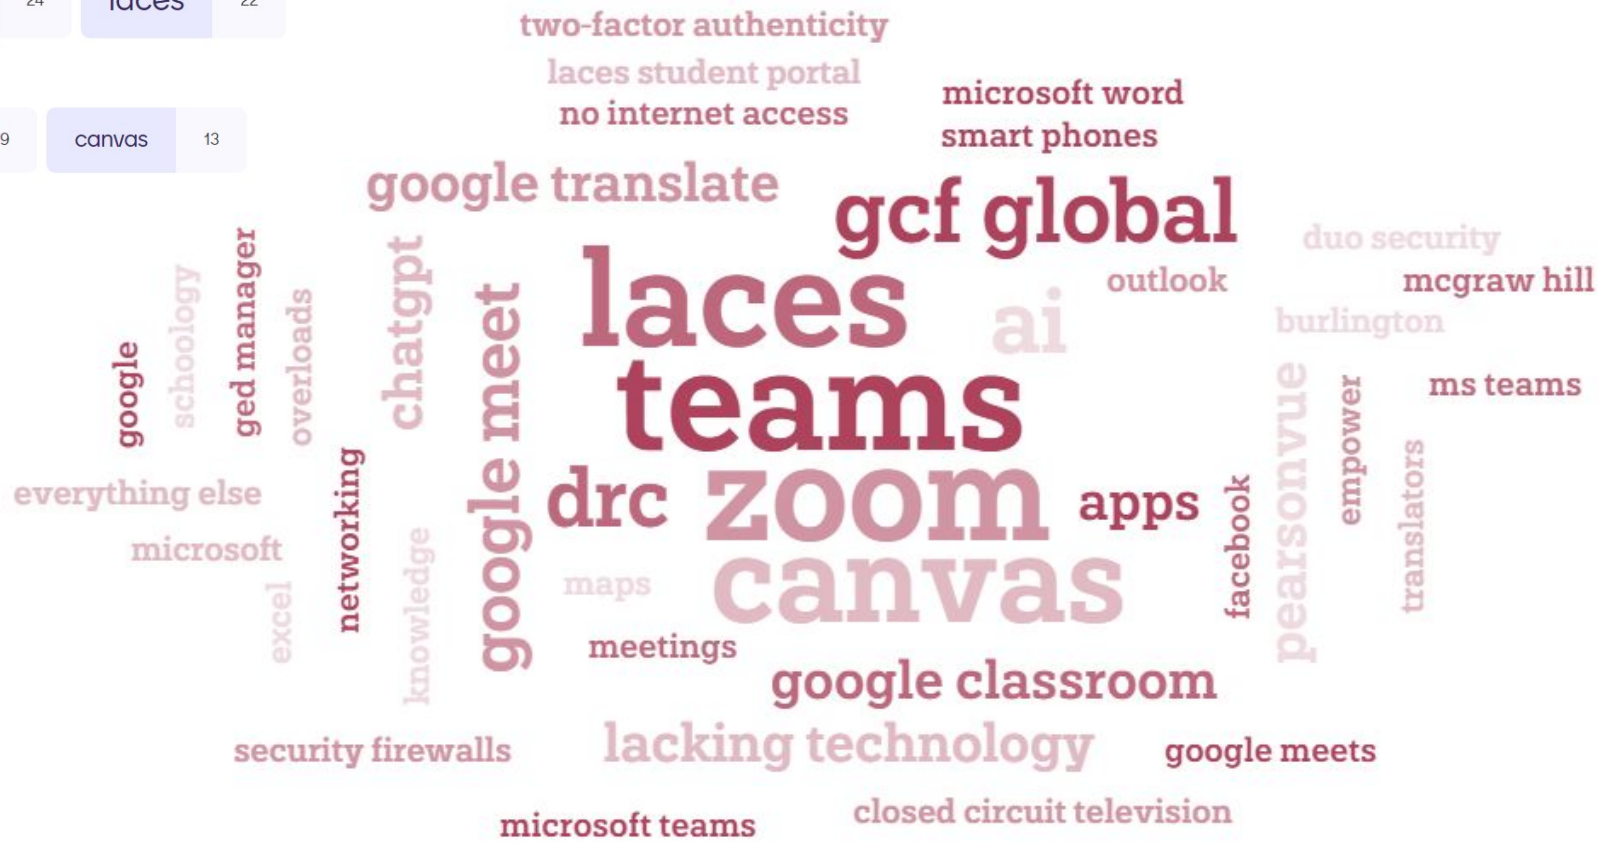 24 laces 22
9 canvas 13
two-factor authenticity
laces student portal
no internet access
microsoft word
smart phones
google translate
gcf global
duo security
laces
outlook
mcgraw hill
ai
burlington
google
schoology
ged manager
overloads
chatgpt
google meet
teams
ms teams
pearsonvue
empower
translators
everything else
networking
drc
zoom
apps
facebook
microsoft
excel
knowledge
maps
canvas
meetings
google classroom
security firewalls
lacking technology
google meets
closed circuit television
microsoft teams